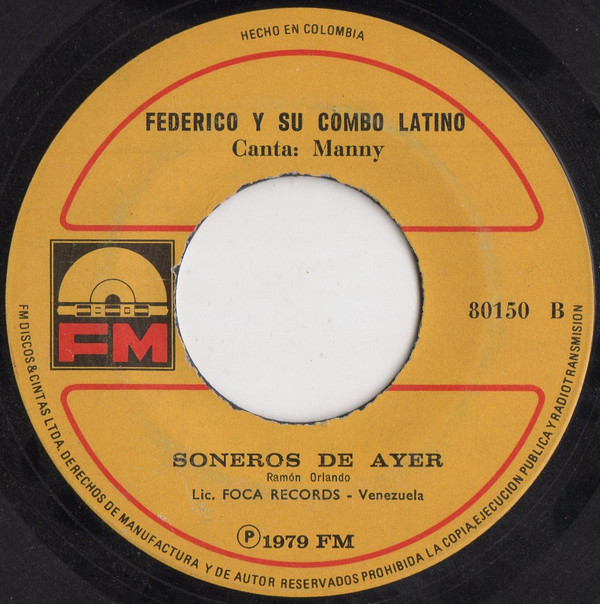 HECHO EN COLOMBIA
FEDERICO Y SU COMBO LATINO
Canta: Manny
FM
80150 B
SONEROS DE AYER
Ramón Orlando
Lic. FOCA RECORDS - Venezuela
Ⓟ1979 FM
FM DISCOS & CINTAS LTDA. DERECHOS DE MANUFACTURA Y DE AUTOR RESERVADOS PROHIBIDA LA COPIA, EJECUCION PUBLICA Y RADIOTRANSMISION